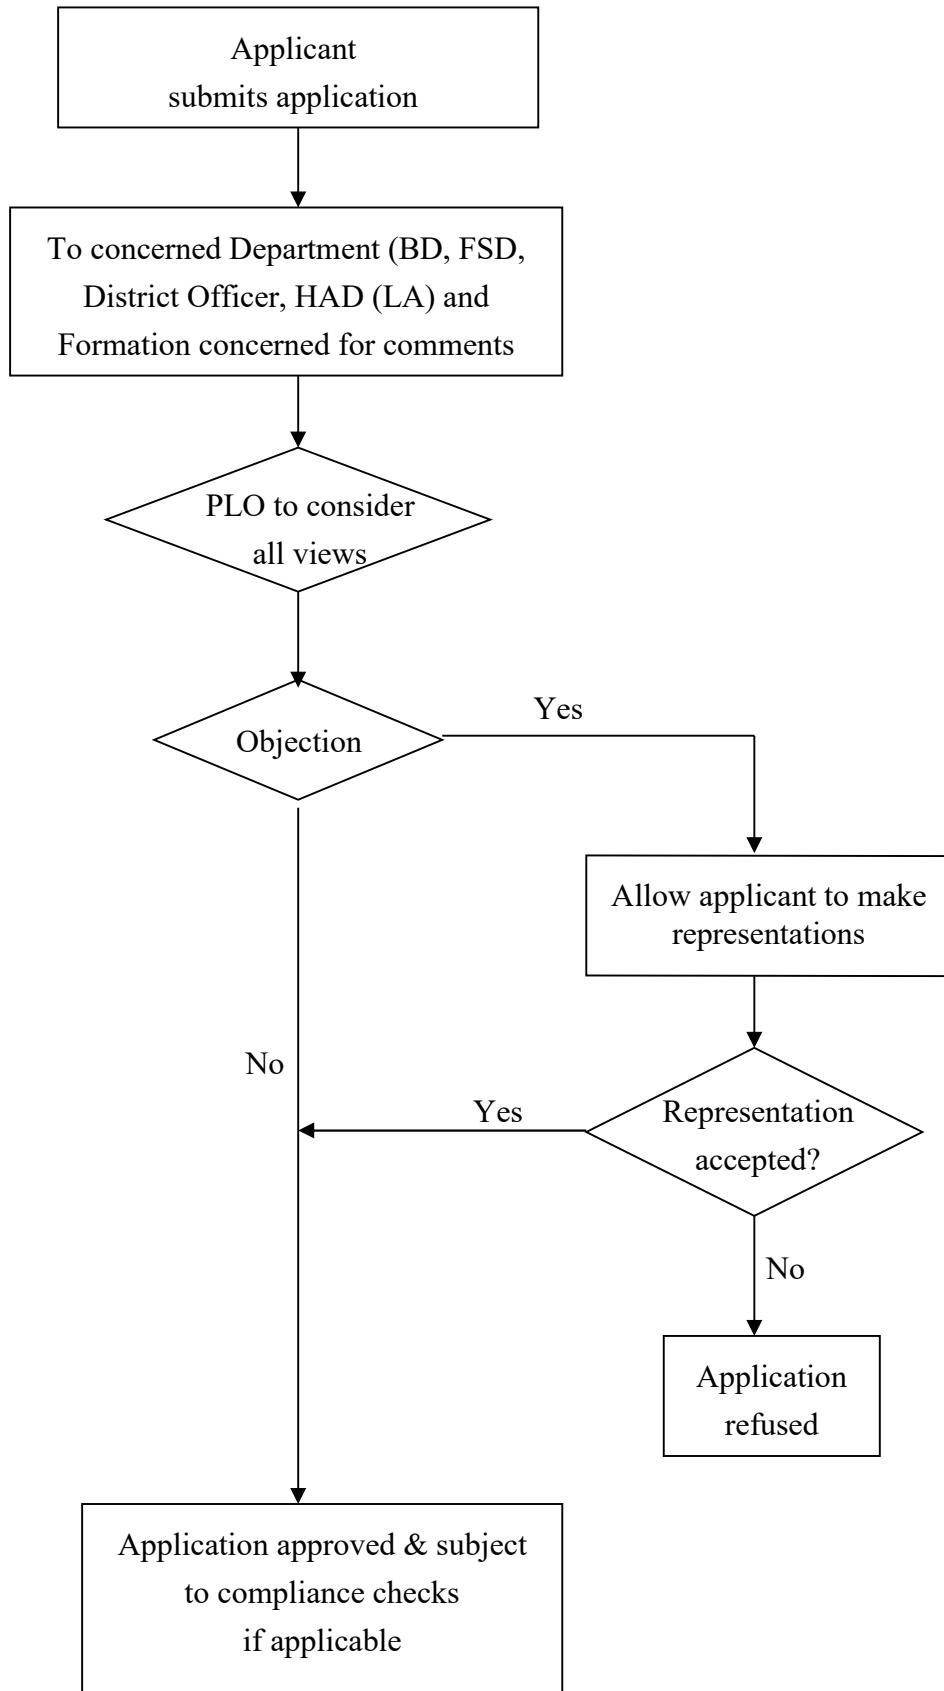 Applicant
submits application
To concerned Department (BD, FSD,
District Officer, HAD (LA) and
Formation concerned for comments
PLO to consider
all views
Objection
Yes
Allow applicant to make
representations
No
Yes
Representation
accepted?
No
Application
refused
Application approved & subject
to compliance checks
if applicable